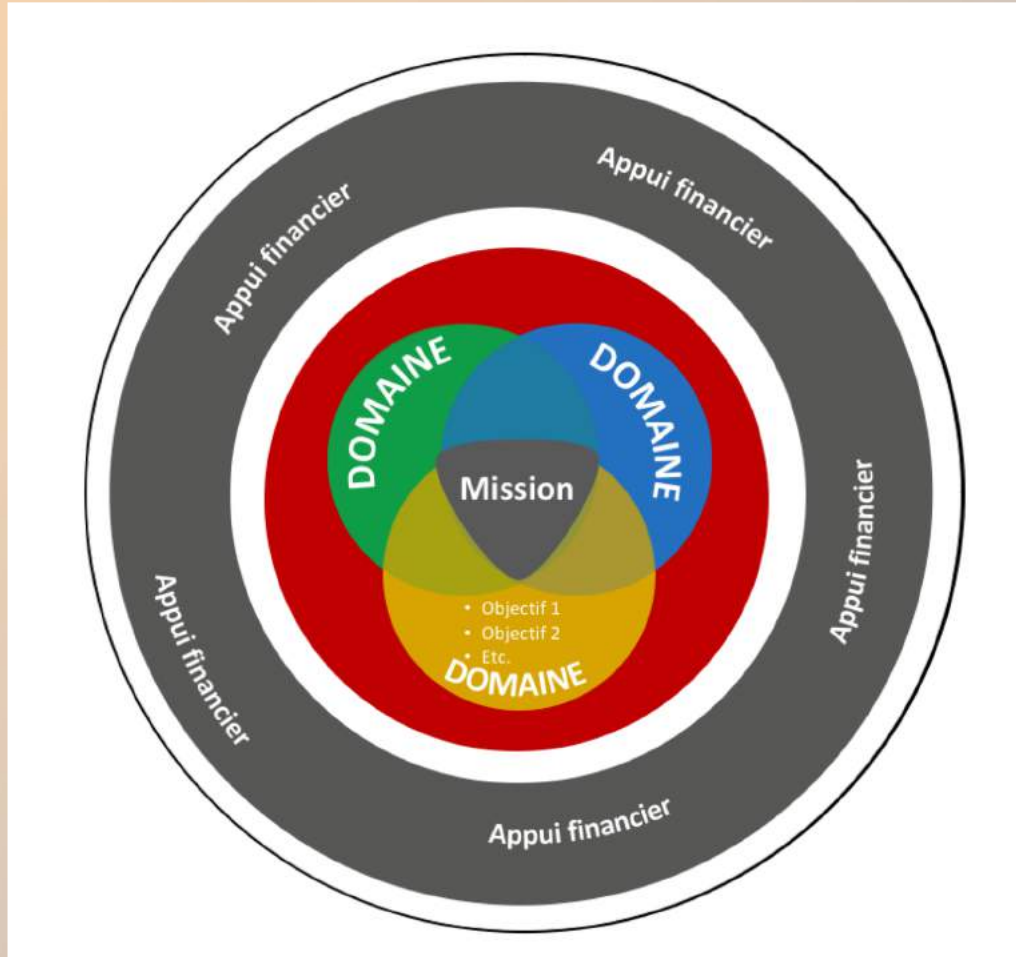 Appui financier
Appui financier
Appui financier
Appui financier
Appui financier
DOMAINE
DOMAINE
Mission
• Objectif 1
• Objectif 2
• Etc.
DOMAINE